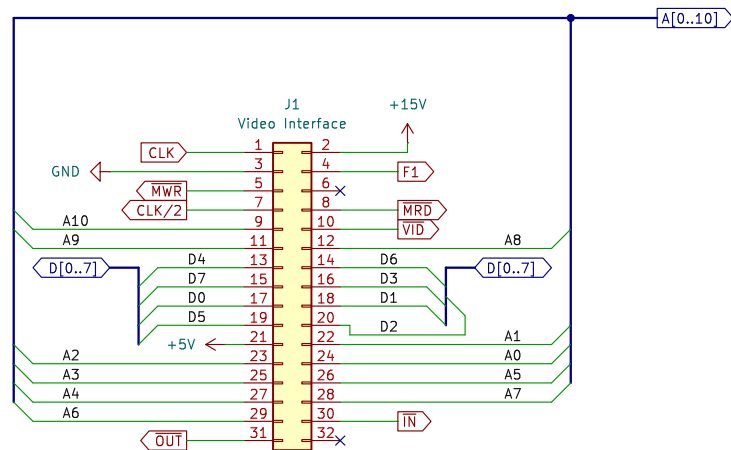 A[0..10]
J1
Video Interface
+15V
CLK 1 2
GND 3 4 F1
MWR 5 6
CLK/2 7 8 MRD
A10 9 10 VID
A9 11 12 A8
D[0..7] D4 13 14 D6 D[0..7]
D7 15 16 D3
D0 17 18 D1
D5 19 20 D2
+5V 21 22 A1
A2 23 24 A0
A3 25 26 A5
A4 27 28 A7
A6 29 30 IN
OUT 31 32